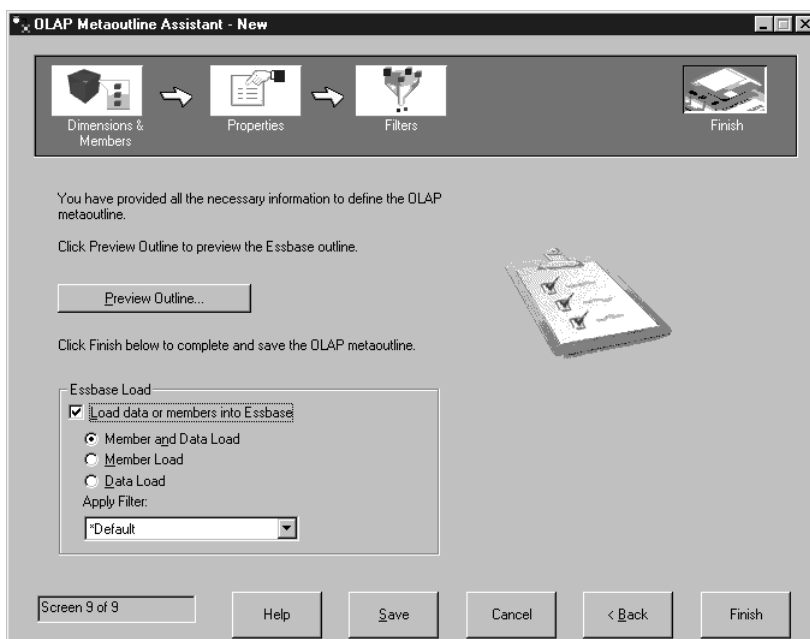 OLAP Metaoutline Assistant - New
Dimensions &
Members
Properties
Filters
Finish
You have provided all the necessary information to define the OLAP
metaoutline.
Click Preview Outline to preview the Essbase outline.
Preview Outline...
Click Finish below to complete and save the OLAP metaoutline.
Essbase Load
Load data or members into Essbase
Member and Data Load
Member Load
Data Load
Apply Filter:
*Default
Screen 9 of 9
Help
Save
Cancel
< Back
Finish